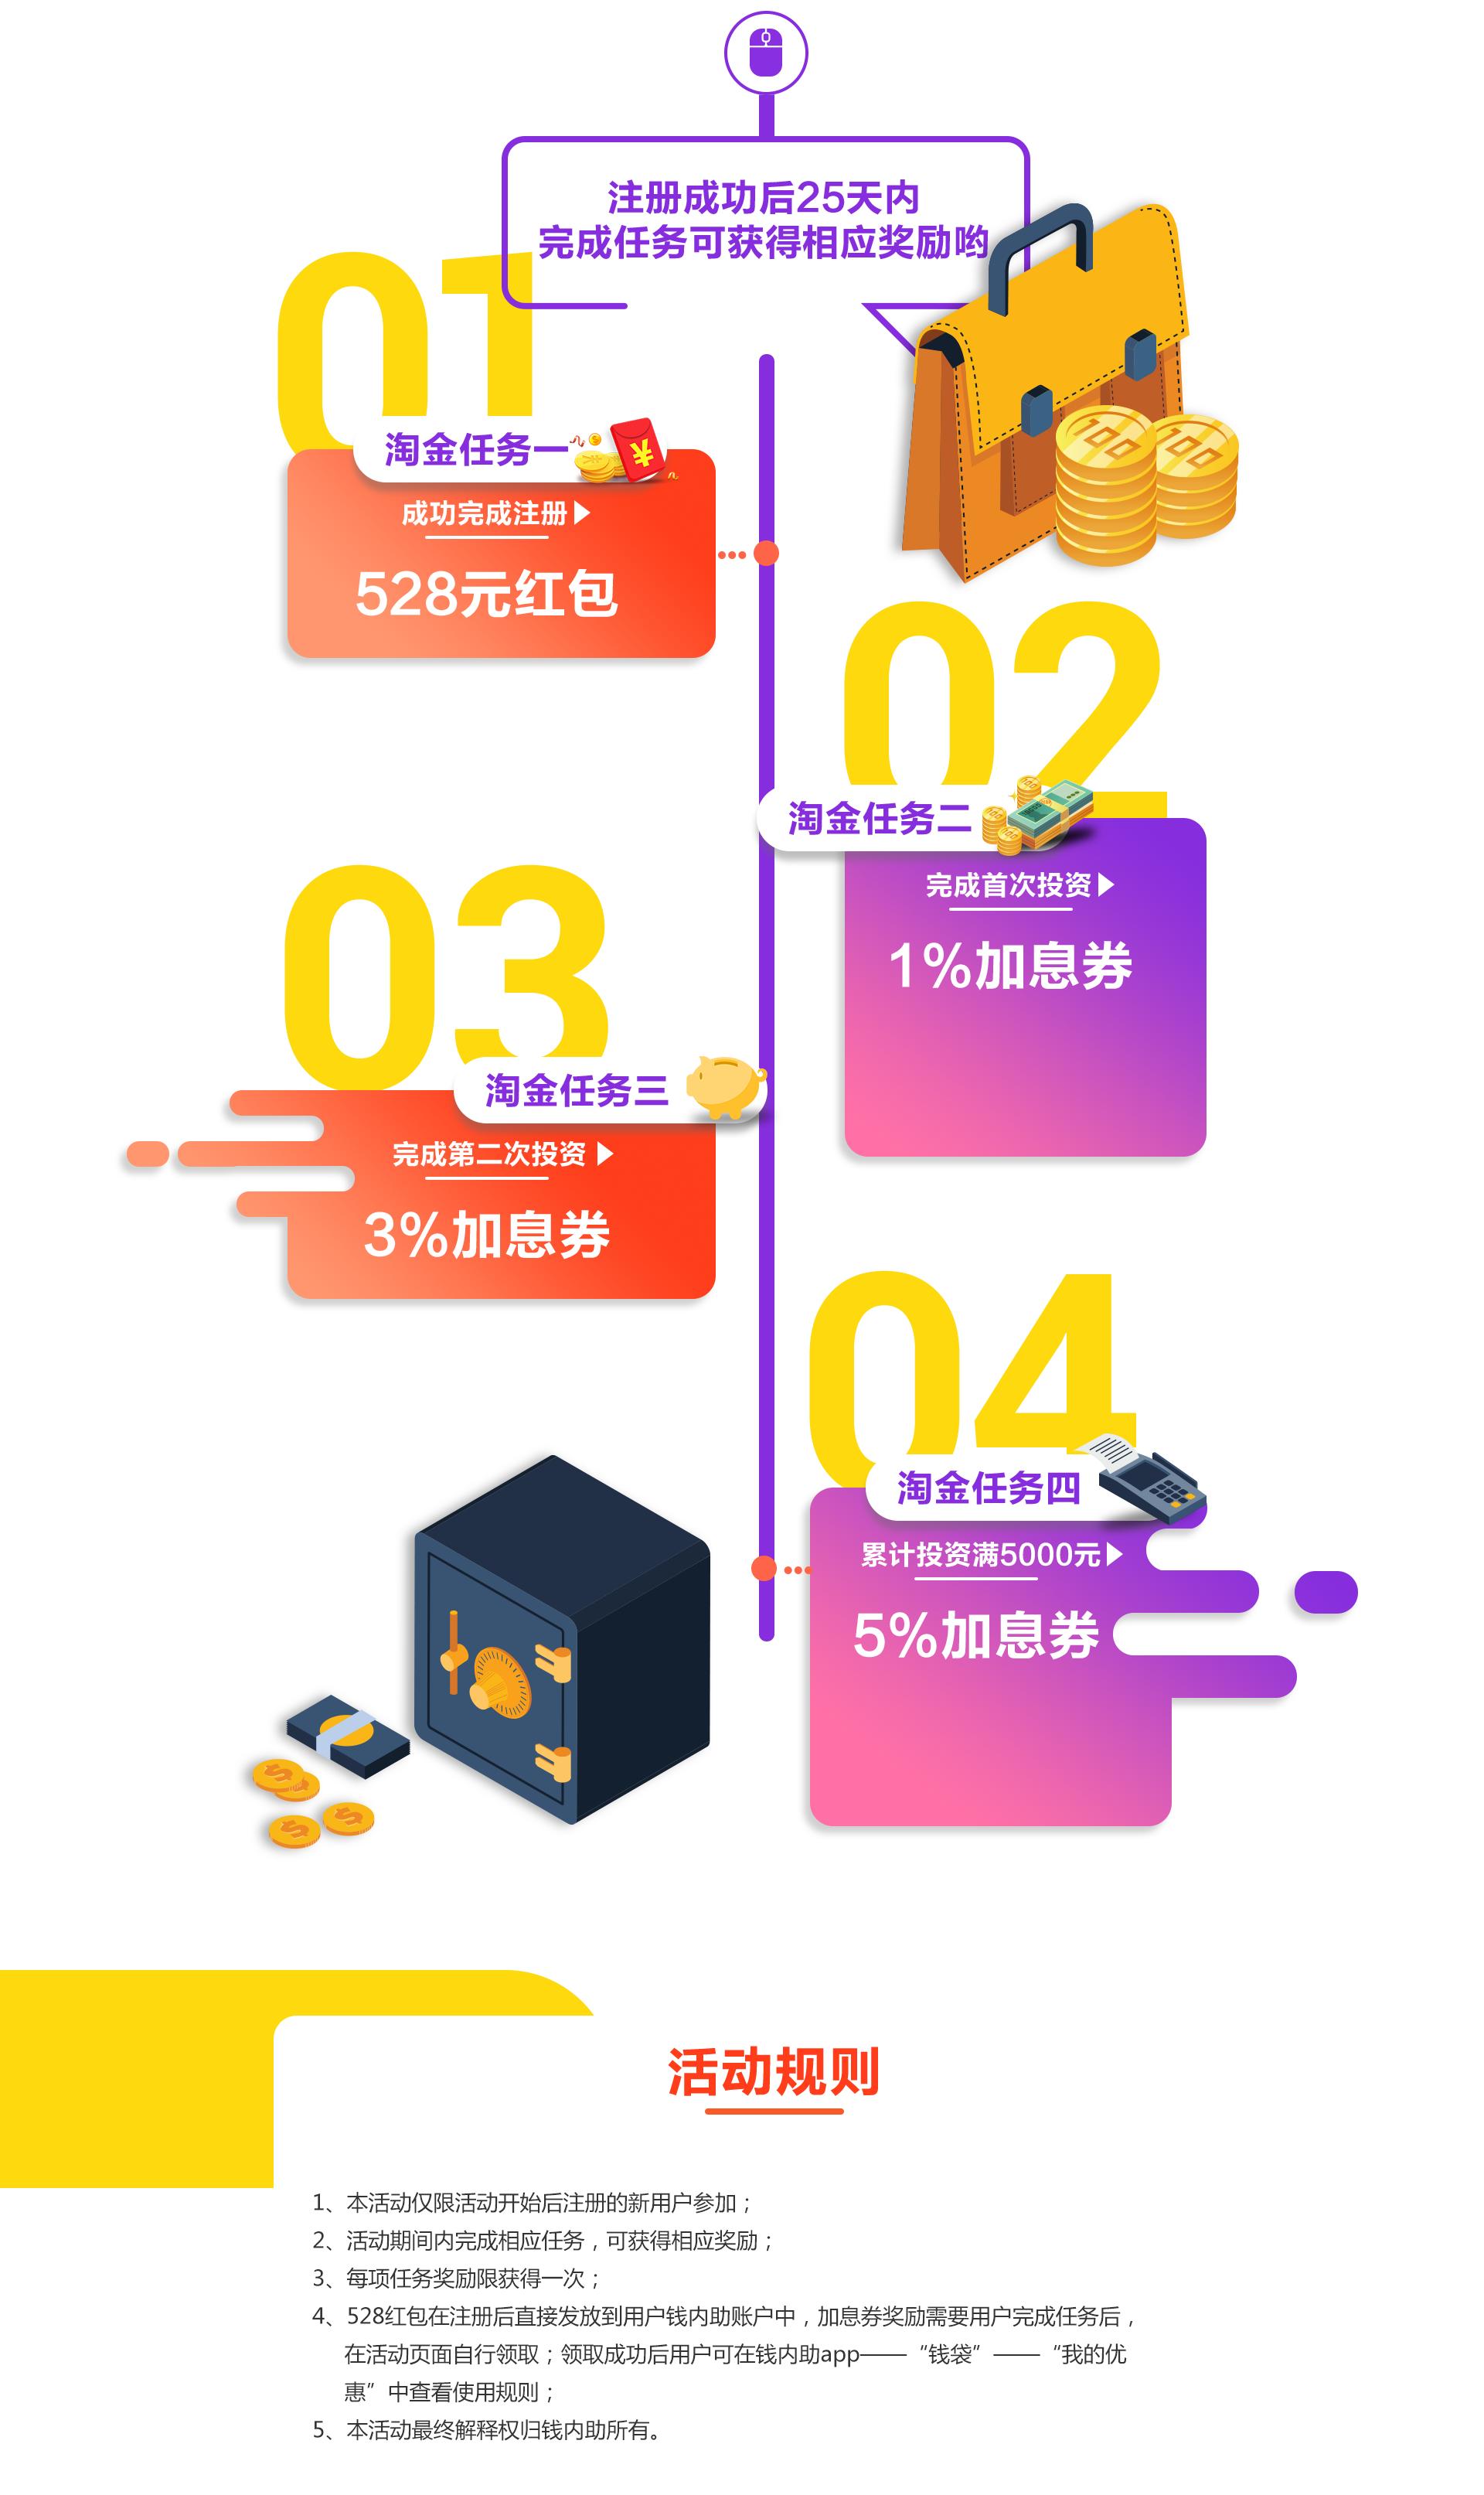 注册成功后25天内
完成任务可获得相应奖励哟
01
淘金任务一
成功完成注册
528元红包
02
淘金任务二
完成首次投资
1%加息券
03
淘金任务三
完成第二次投资
3%加息券
04
淘金任务四
累计投资满5000元
5%加息券
活动规则
1、本活动仅限活动开始后注册的新用户参加；
2、活动期间内完成相应任务，可获得相应奖励；
3、每项任务奖励限获得一次；
4、528红包在注册后直接发放到用户钱内助账户中，加息券奖励需要用户完成任务后，
在活动页面自行领取；领取成功后用户可在钱内助app——“钱袋”——“我的优
惠”中查看使用规则；
5、本活动最终解释权归钱内助所有。